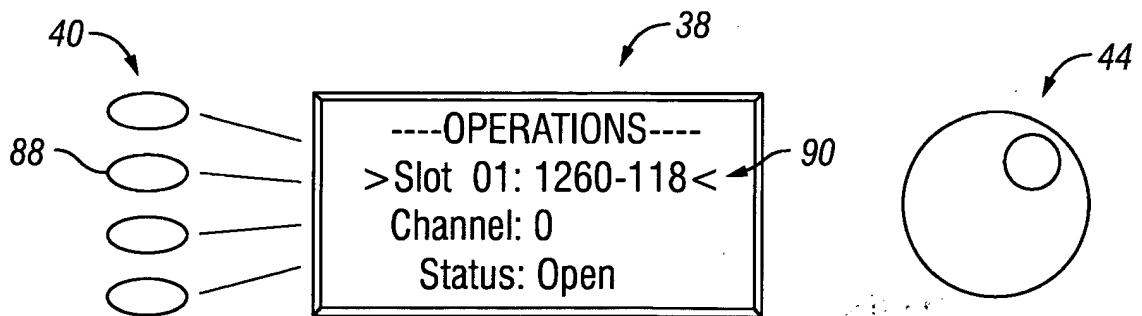 40
38
44
----OPERATIONS----
88
>Slot 01: 1260-118<
90
Channel: 0
Status: Open